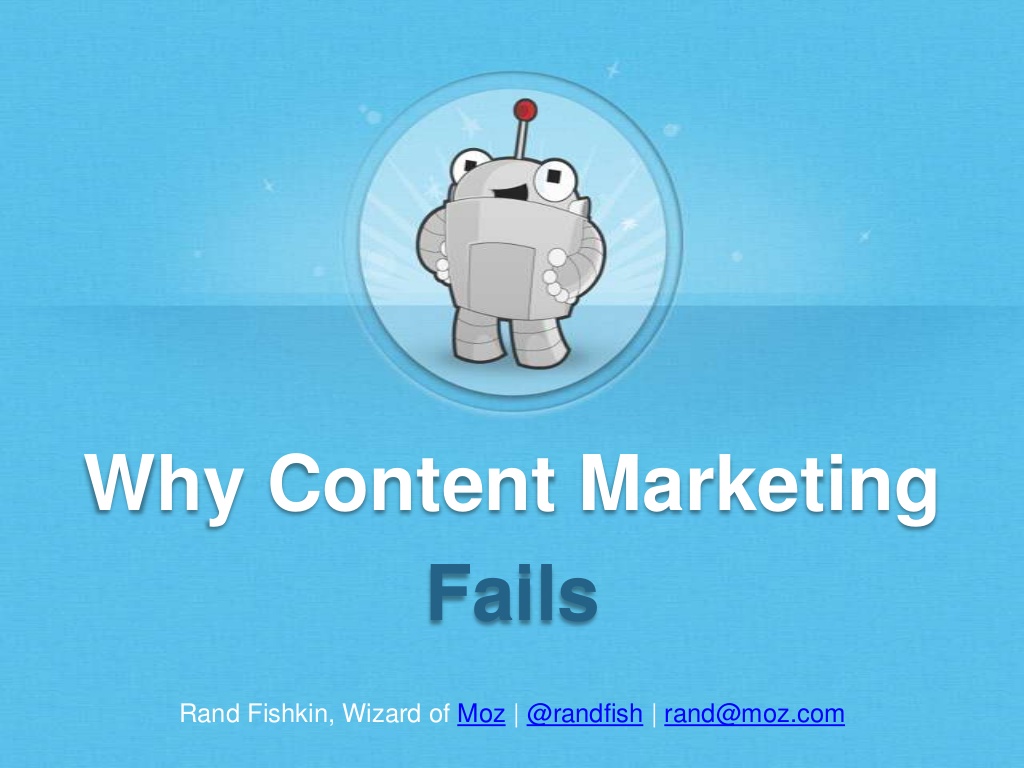 Why Content Marketing
Fails
Rand Fishkin, Wizard of Moz | @randfish | rand@moz.com